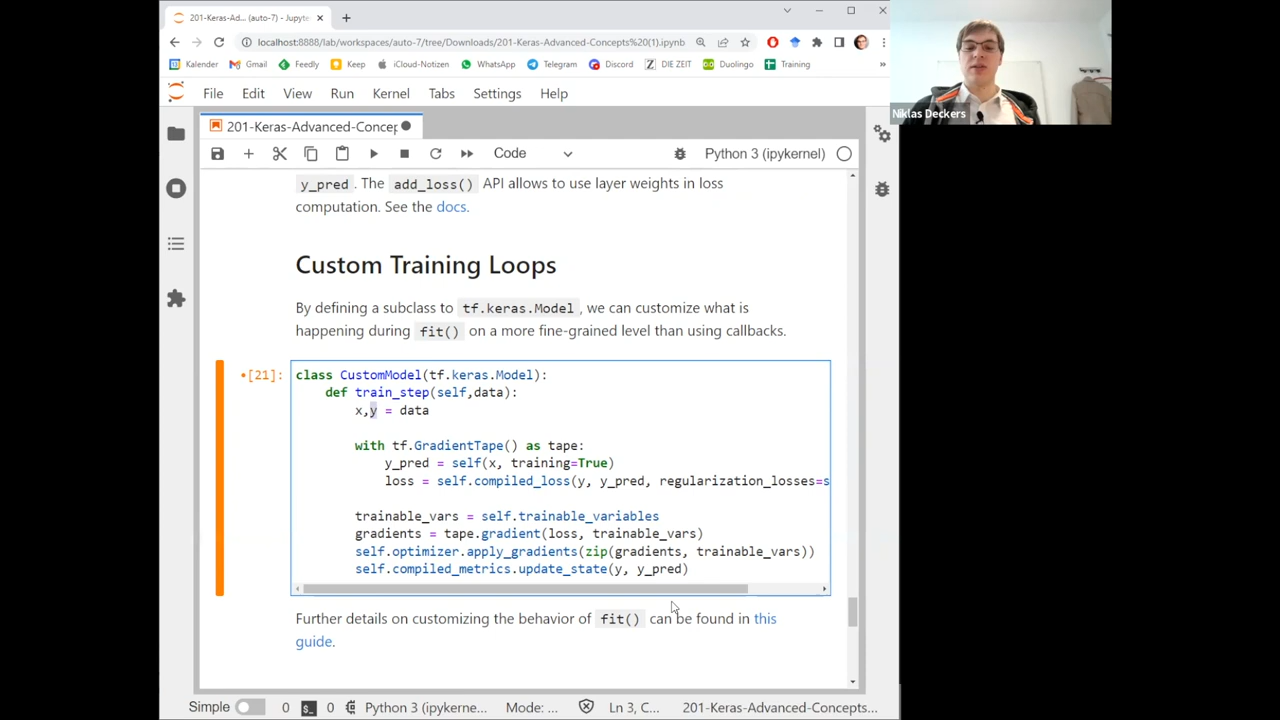 201-Keras-Ad... (auto-7) - Jupyte
localhost:8888/lab/workspaces/auto-7/tree/Downloads/201-Keras-Advanced-Concepts%20(1).ipynb
Kalender Gmail Feedly Keep iCloud-Notizen WhatsApp Telegram Discord DIE ZEIT Duolingo Training »
Niklas Deckers
File Edit View Run Kernel Tabs Settings Help
201-Keras-Advanced-Concep
Code Python 3 (ipykernel)
y_pred . The add_loss() API allows to use layer weights in loss
computation. See the docs.
Custom Training Loops
By defining a subclass to tf.keras.Model , we can customize what is
happening during fit() on a more fine-grained level than using callbacks.
•[21]: class CustomModel(tf.keras.Model):
def train_step(self,data):
x,y = data
with tf.GradientTape() as tape:
y_pred = self(x, training=True)
loss = self.compiled_loss(y, y_pred, regularization_losses=s
trainable_vars = self.trainable_variables
gradients = tape.gradient(loss, trainable_vars)
self.optimizer.apply_gradients(zip(gradients, trainable_vars))
self.compiled_metrics.update_state(y, y_pred)
Further details on customizing the behavior of fit() can be found in this
guide.
Simple 0 0 Python 3 (ipykerne... Mode: ... Ln 3, C... 201-Keras-Advanced-Concepts...